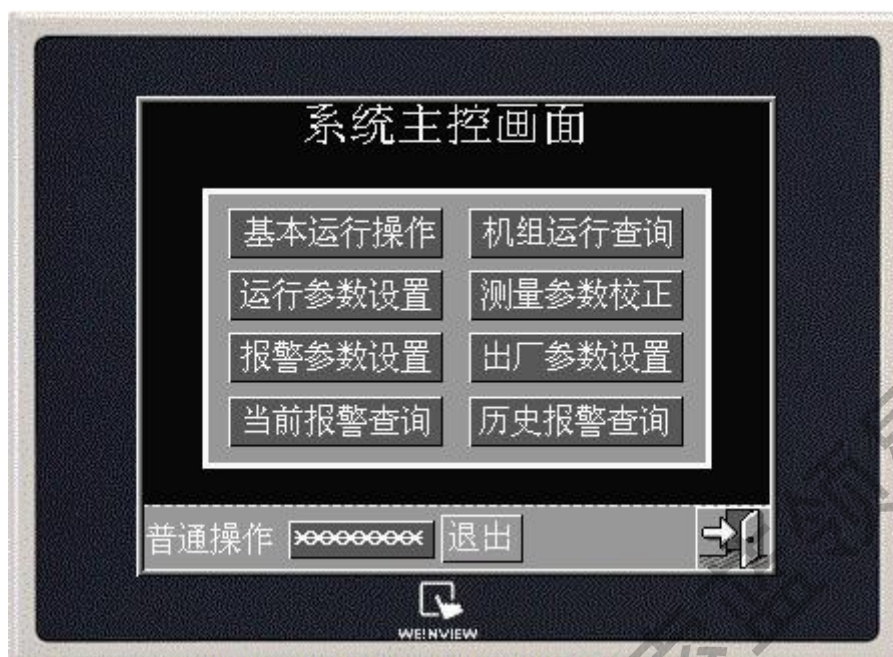 系统主控画面
基本运行操作 机组运行查询
运行参数设置 测量参数校正
报警参数设置 出厂参数设置
当前报警查询 历史报警查询
普通操作 退出
WEINVIEW